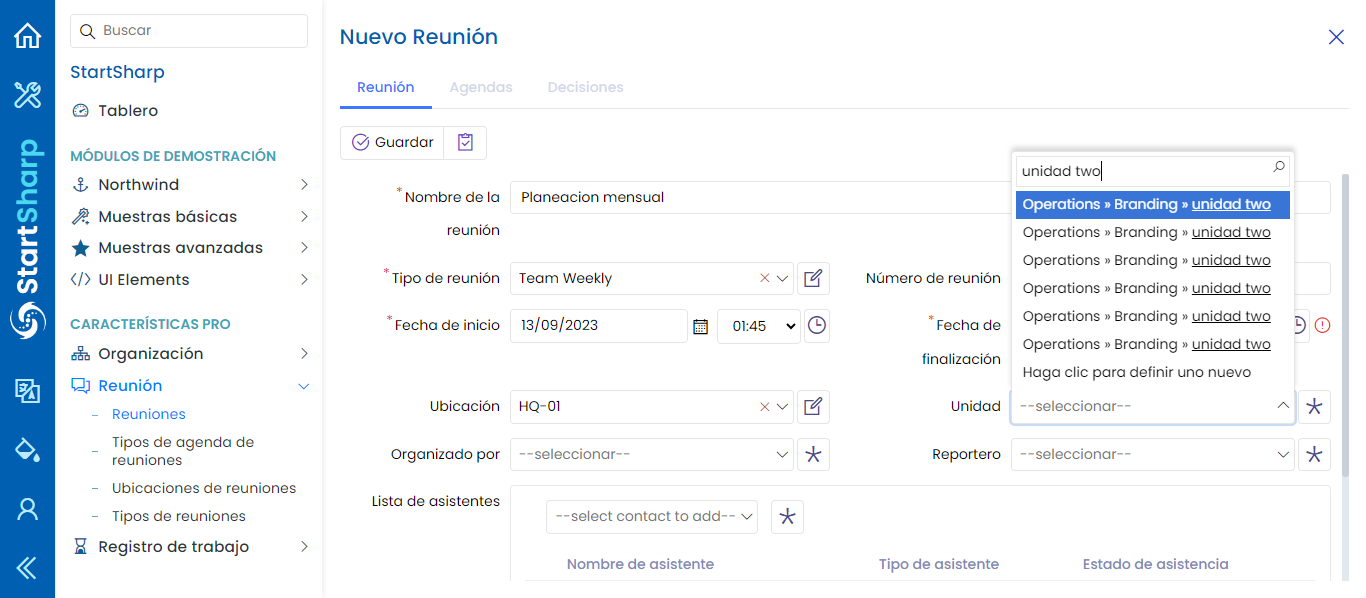 StartSharp
Buscar
StartSharp
Tablero
MÓDULOS DE DEMOSTRACIÓN
Northwind
Muestras básicas
Muestras avanzadas
UI Elements
CARACTERÍSTICAS PRO
Organización
Reunión
Reuniones
Tipos de agenda de
reuniones
Ubicaciones de reuniones
Tipos de reuniones
Registro de trabajo
Nuevo Reunión
Reunión Agendas Decisiones
Guardar
*Nombre de la
reunión
Planeacion mensual
*Tipo de reunión
Team Weekly
Número de reunión
*Fecha de inicio
13/09/2023
01:45
*Fecha de
finalización
Ubicación
HQ-01
unidad two
Operations » Branding » unidad two
Operations » Branding » unidad two
Operations » Branding » unidad two
Operations » Branding » unidad two
Operations » Branding » unidad two
Operations » Branding » unidad two
Haga clic para definir uno nuevo
Unidad
--seleccionar--
Organizado por
--seleccionar--
Reportero
--seleccionar--
Lista de asistentes
--select contact to add--
Nombre de asistente Tipo de asistente Estado de asistencia